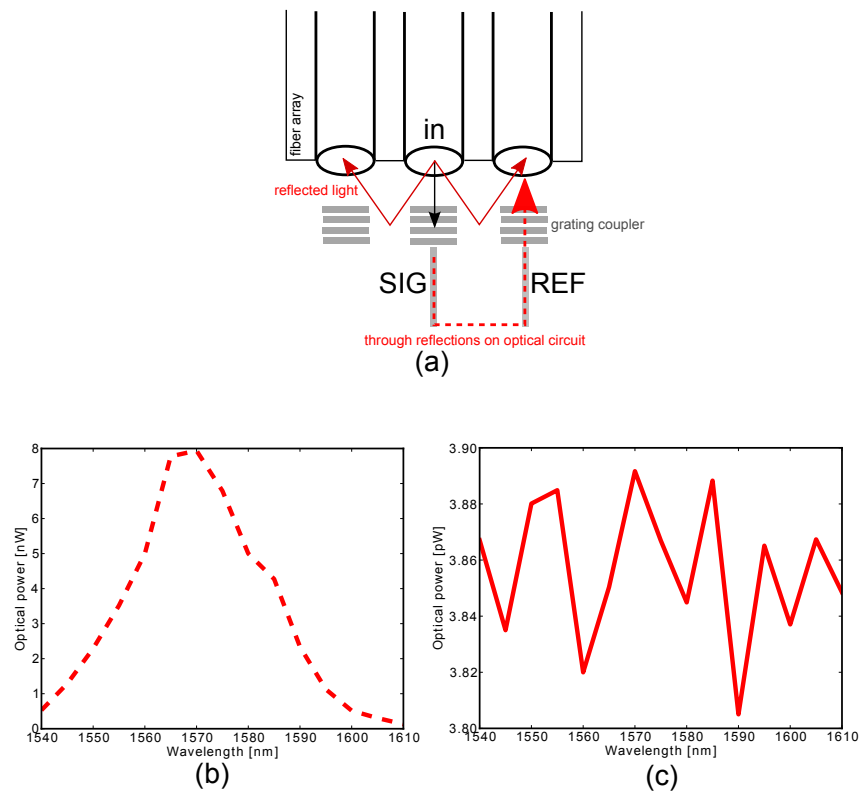 fiber array
in
reflected light
grating coupler
SIG
REF
through reflections on optical circuit
(a)
8
7
6
5
4
3
2
1
0
Optical power [nW]
1540 1550 1560 1570 1580 1590 1600 1610
Wavelength [nm]
(b)
3.90
3.88
3.86
3.84
3.82
3.80
Optical power [pW]
1540 1550 1560 1570 1580 1590 1600 1610
Wavelength [nm]
(c)